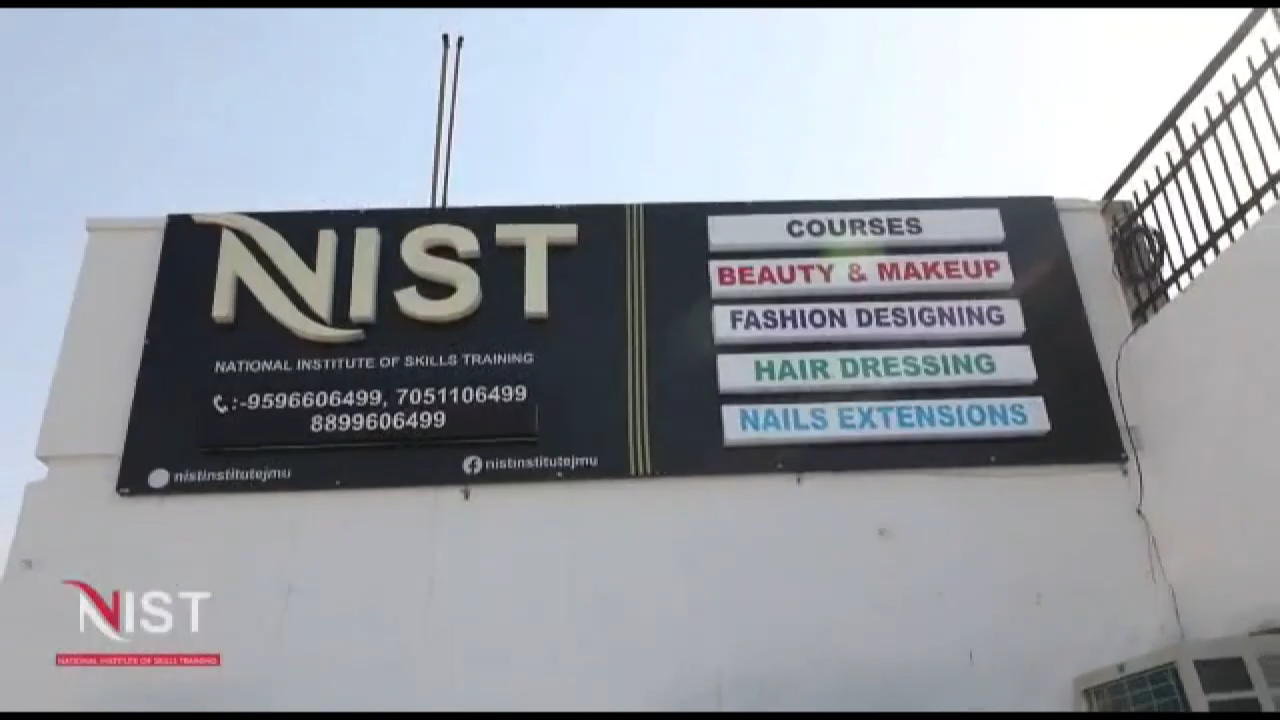 NIST
NATIONAL INSTITUTE OF SKILLS TRAINING
:-9596606499, 7051106499
8899606499
nistinstitutejmu
nistinstitutejmu
COURSES
BEAUTY & MAKEUP
FASHION DESIGNING
HAIR DRESSING
NAILS EXTENSIONS
NIST
NATIONAL INSTITUTE OF SKILLS TRAINING